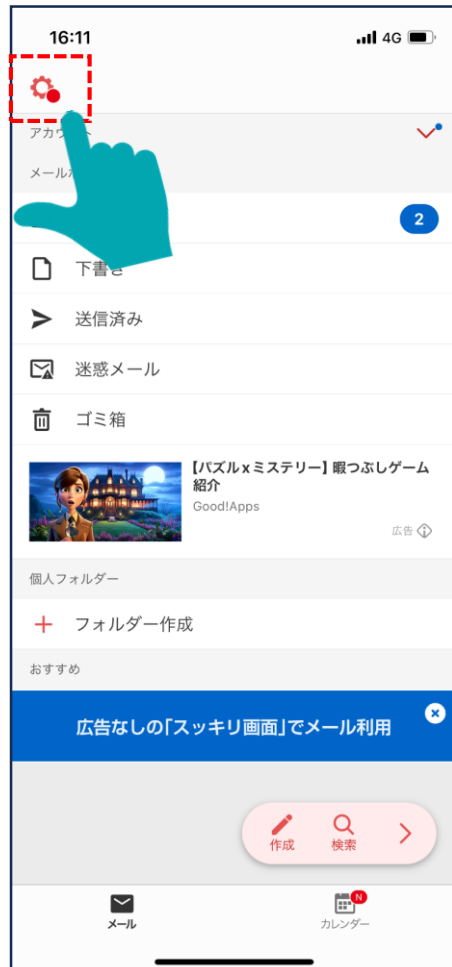 16:11
4G
アカウント
メール
2
下書き
送信済み
迷惑メール
ゴミ箱
【パズルxミステリー】暇つぶしゲーム
紹介
Good!Apps
広告
個人フォルダー
フォルダー作成
おすすめ
広告なしの「スッキリ画面」でメール利用
作成
検索
N
メール
カレンダー